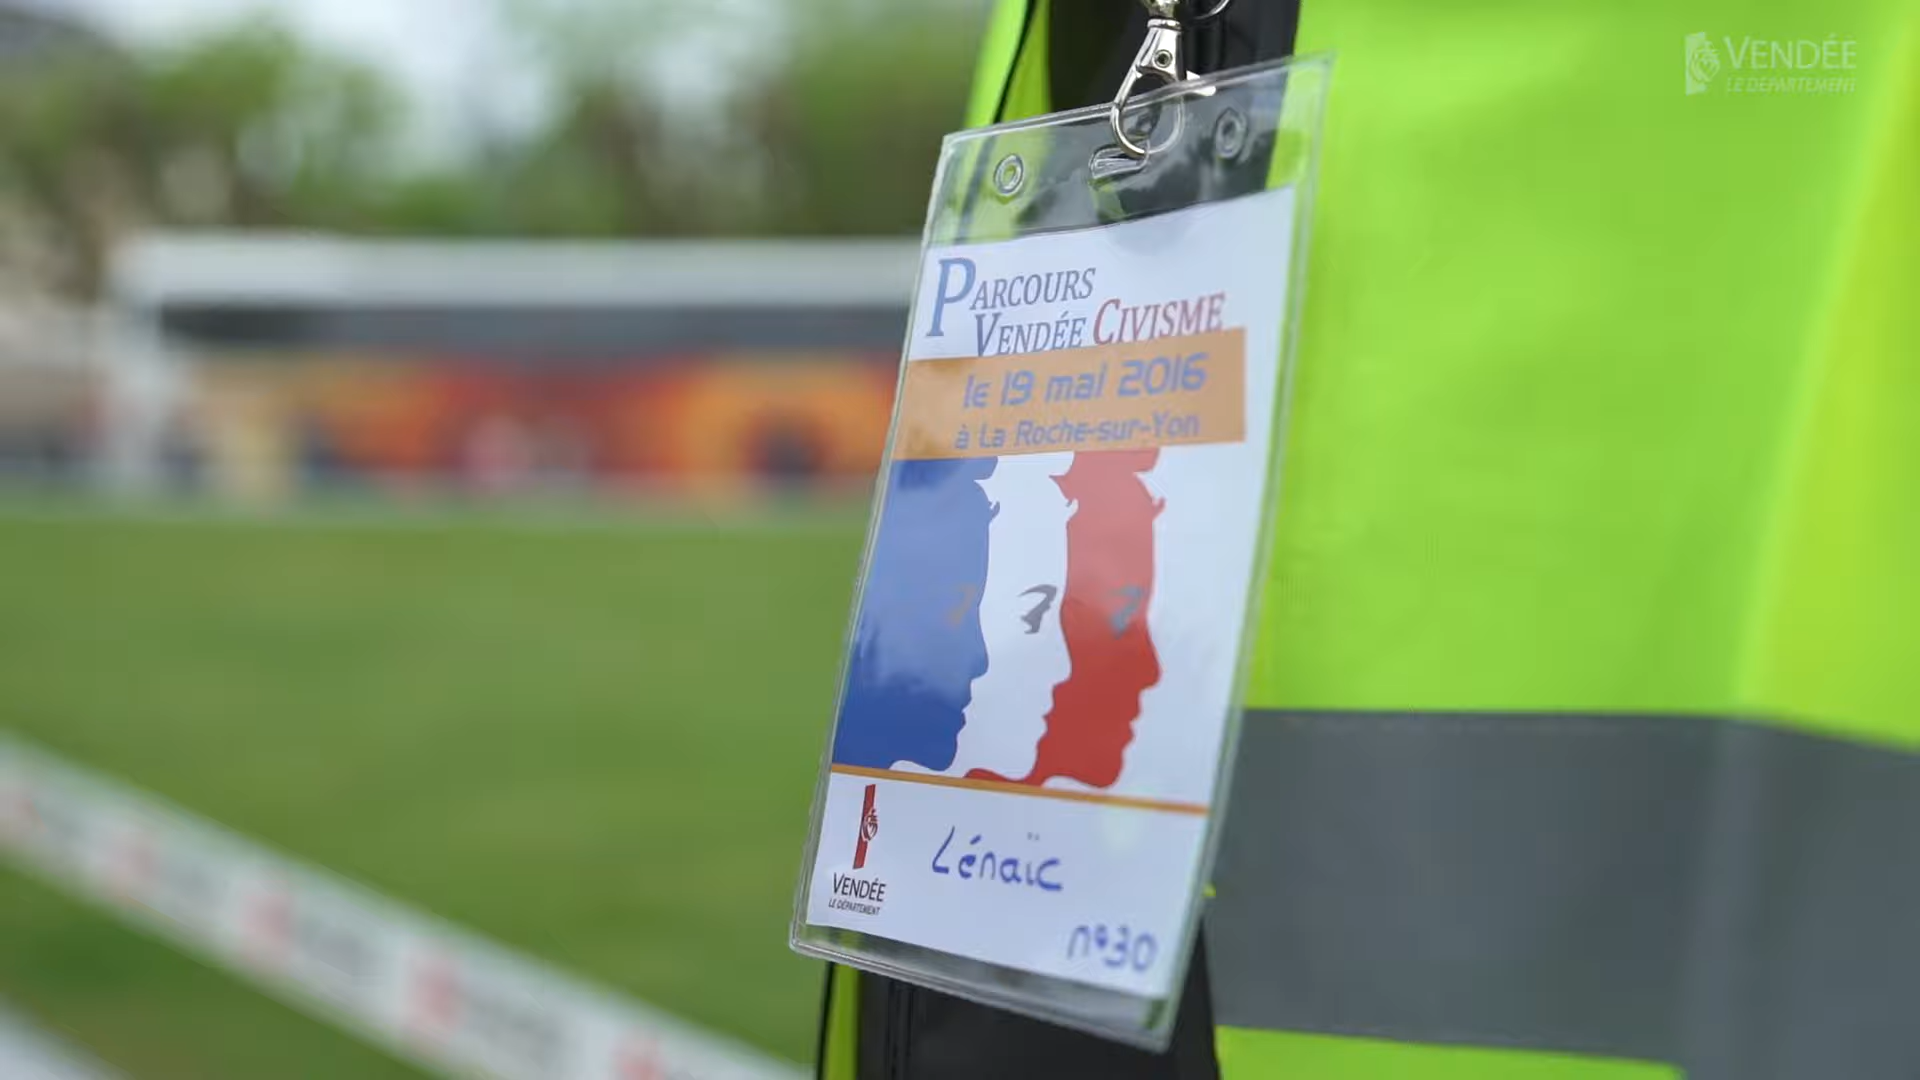 VENDÉE
LE DÉPARTEMENT
PARCOURS
VENDÉE CIVISME
le 19 mai 2016
à La Roche-sur-Yon
Lénaïc
VENDÉE
LE DÉPARTEMENT
n°30